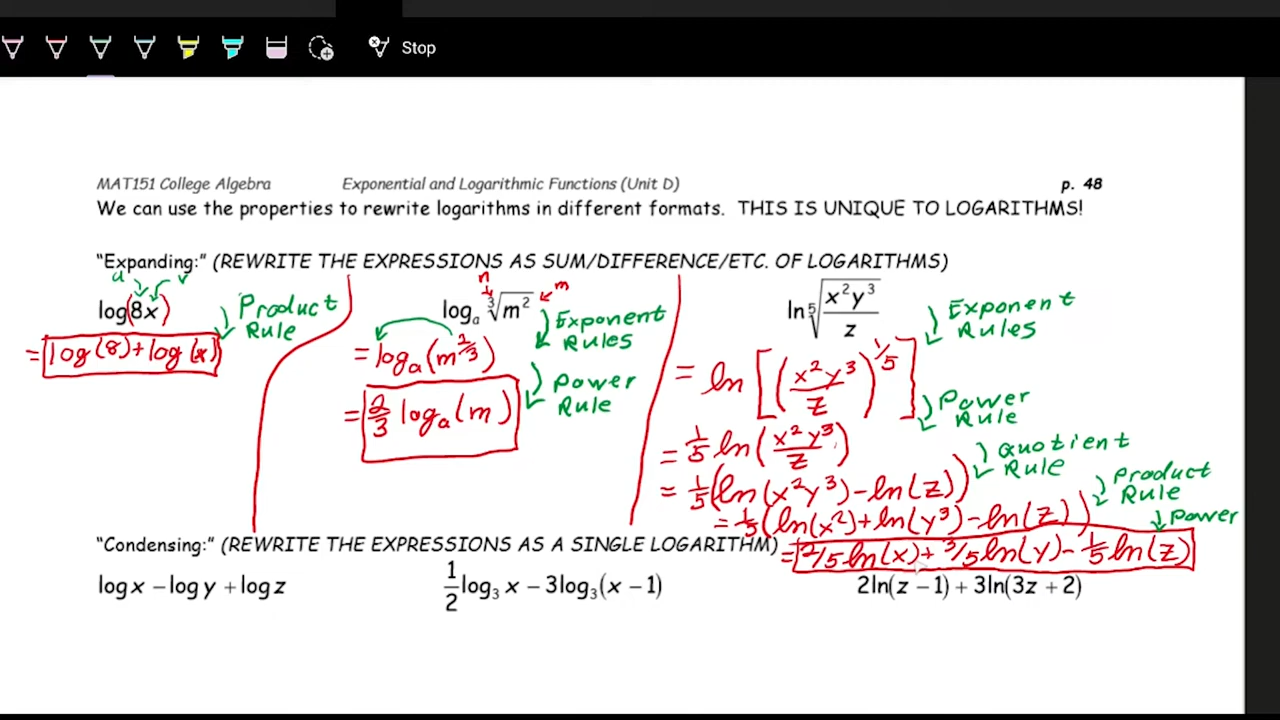 Stop
MAT151 College Algebra Exponential and Logarithmic Functions (Unit D) p. 48
We can use the properties to rewrite logarithms in different formats. THIS IS UNIQUE TO LOGARITHMS!
"Expanding:" (REWRITE THE EXPRESSIONS AS SUM/DIFFERENCE/ETC. OF LOGARITHMS)
u v
log(8x)
Product
Rule
= log(8)+log(x)
n m
logₐ ∛m²
Exponent
Rules
= logₐ(m^2/3)
Power
Rule
= 2/3 logₐ(m)
ln ⁵√(x²y³/z)
Exponent
Rules
= ln[(x²y³/z)^1/5]
Power
Rule
= 1/5 ln(x²y³/z)
Quotient
Rule
= 1/5(ln(x²y³)-ln(z))
Product
Rule
= 1/5(ln(x²)+ln(y³)-ln(z))
Power
= 2/5 ln(x)+3/5 ln(y)-1/5 ln(z)
"Condensing:" (REWRITE THE EXPRESSIONS AS A SINGLE LOGARITHM)
log x − log y + log z
1/2 log₃ x − 3log₃(x − 1)
2ln(z − 1) + 3ln(3z + 2)